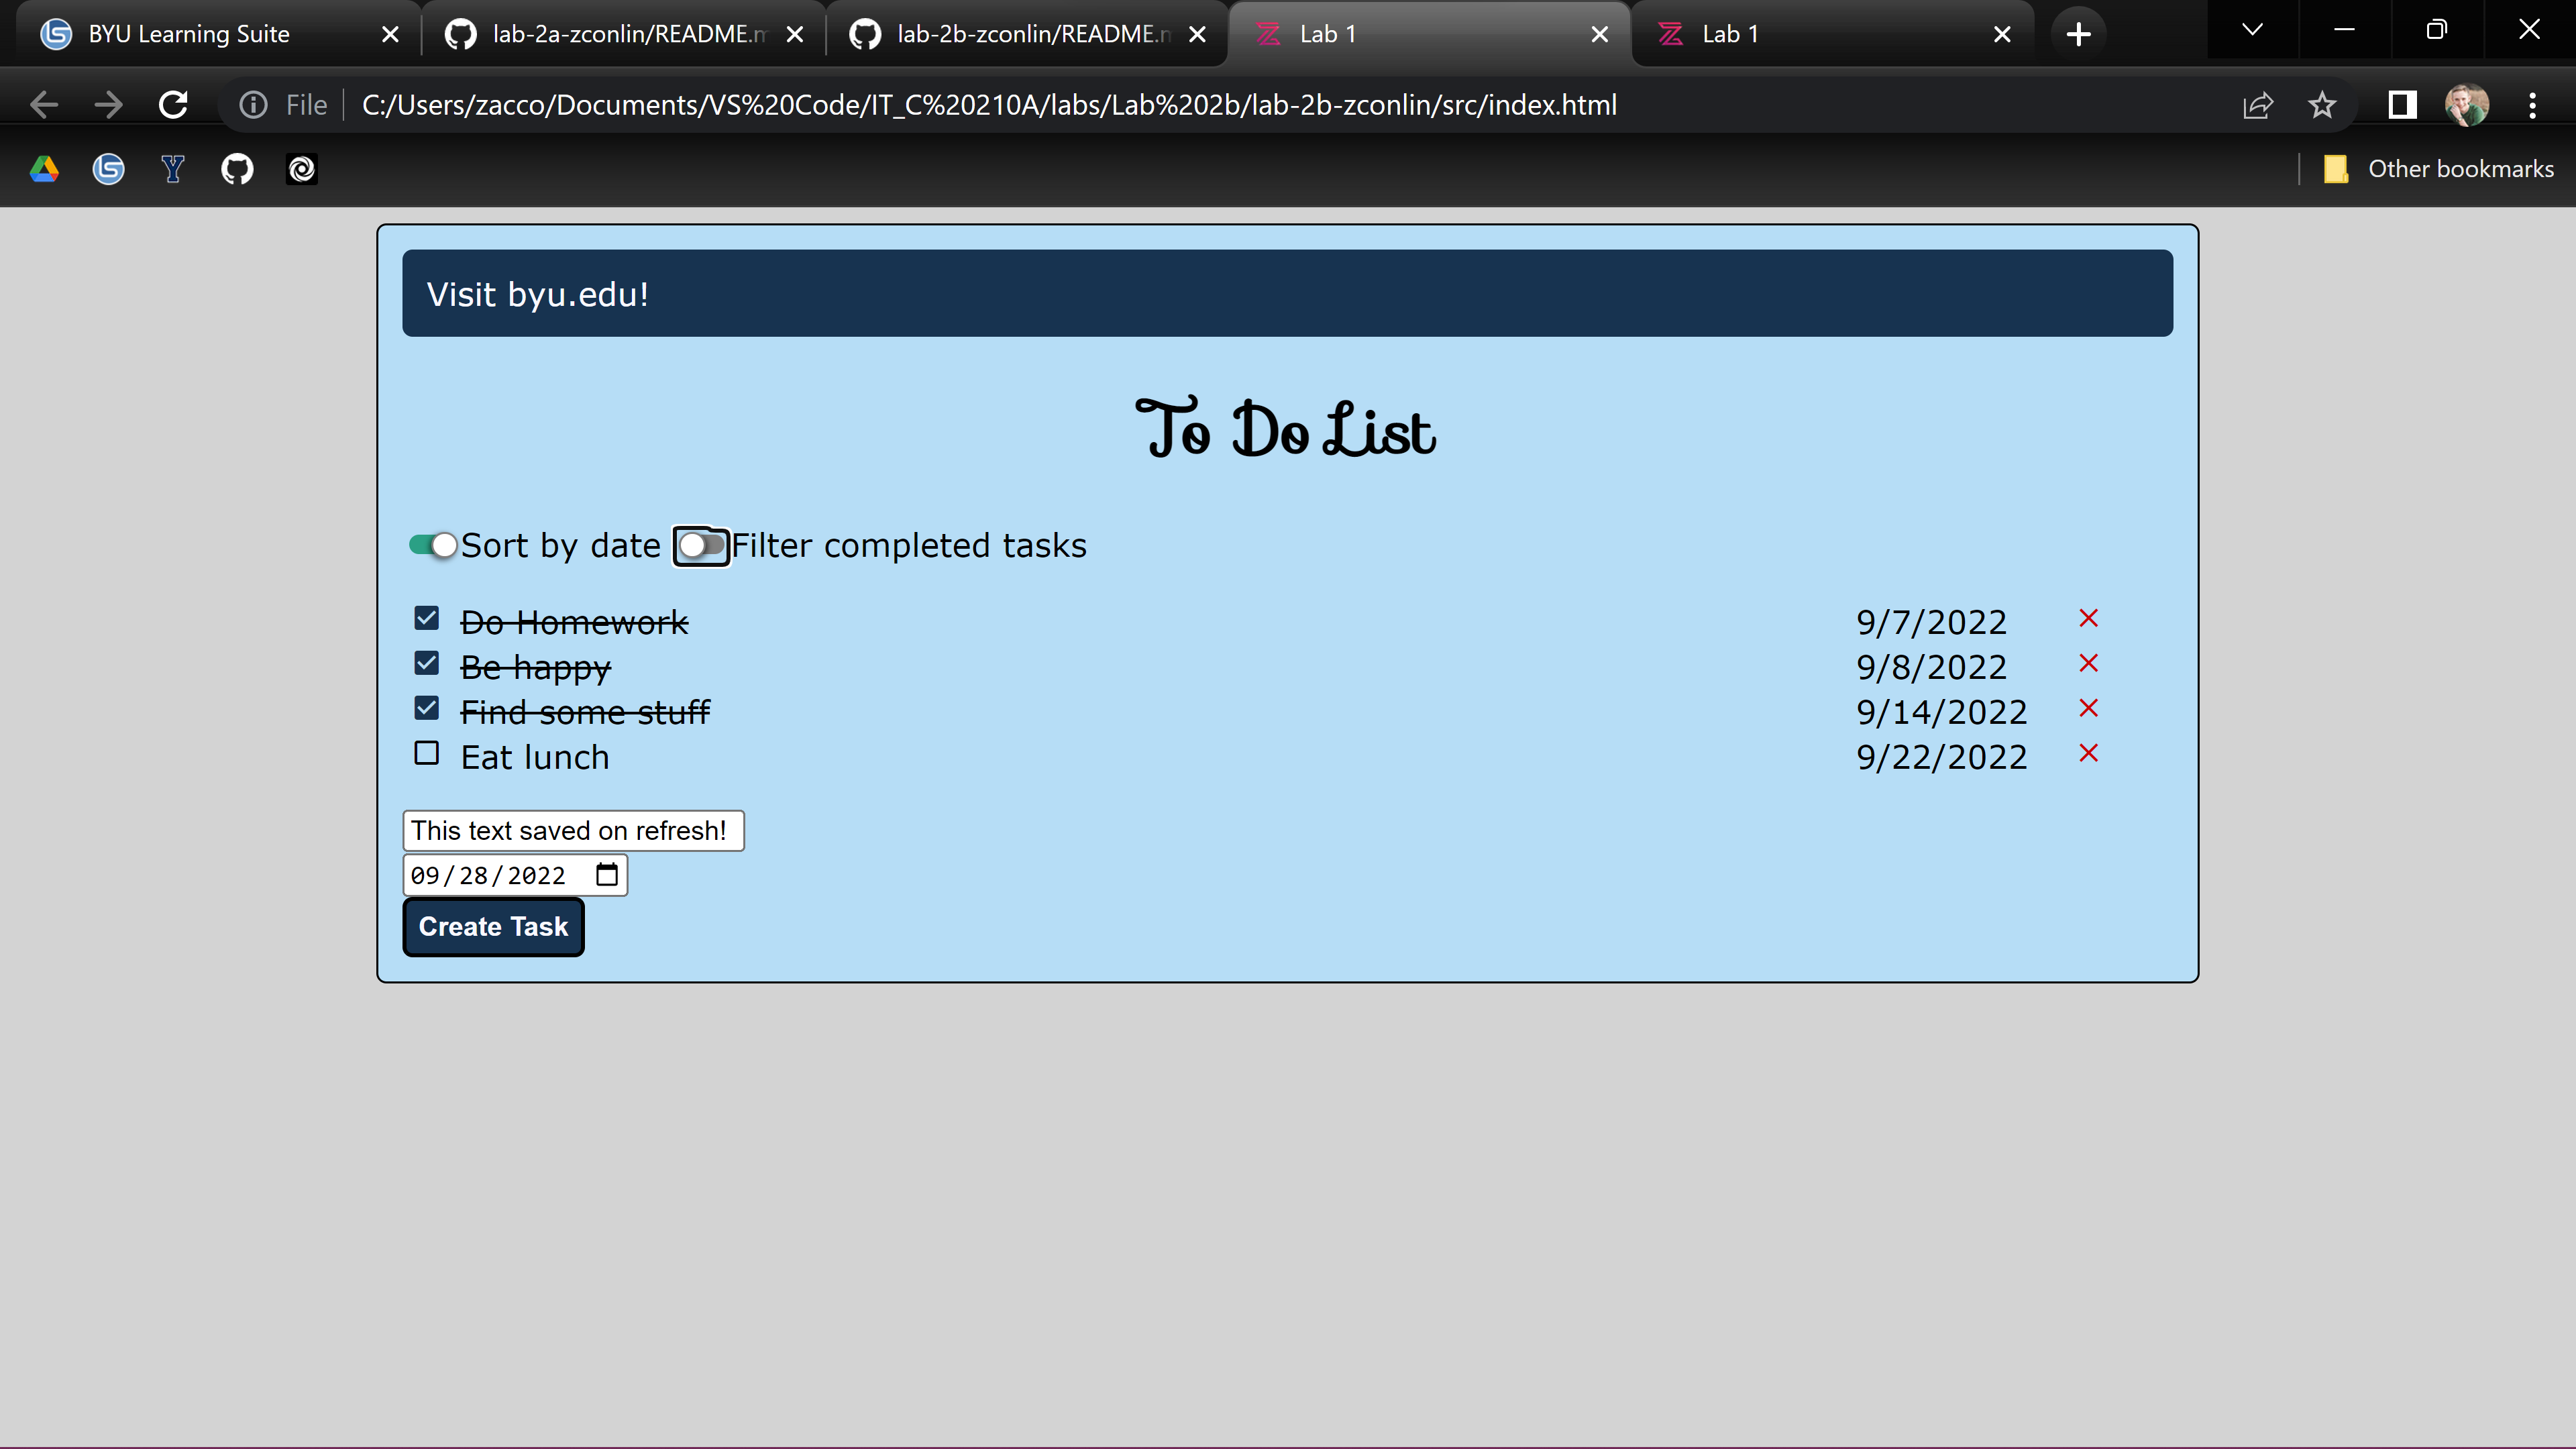 BYU Learning Suite
lab-2a-zconlin/README.m
lab-2b-zconlin/README.m
Lab 1
Lab 1
File
C:/Users/zacco/Documents/VS%20Code/IT_C%20210A/labs/Lab%202b/lab-2b-zconlin/src/index.html
Other bookmarks
Visit byu.edu!
To Do List
Sort by date
Filter completed tasks
Do Homework 9/7/2022
Be happy 9/8/2022
Find some stuff 9/14/2022
Eat lunch 9/22/2022
This text saved on refresh!
09/28/2022
Create Task